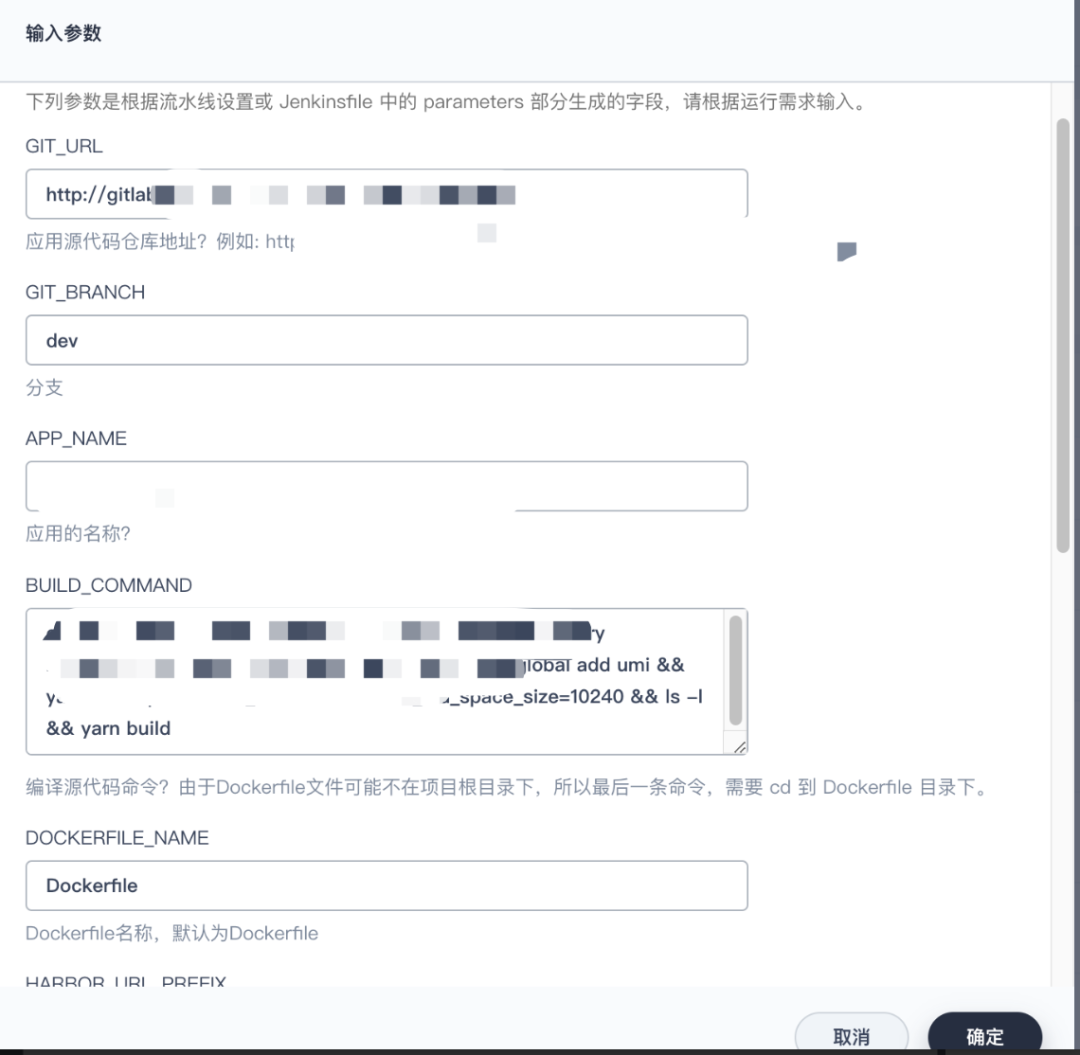 输入参数
下列参数是根据流水线设置或 Jenkinsfile 中的 parameters 部分生成的字段，请根据运行需求输入。
GIT_URL
http://gitlab
应用源代码仓库地址？例如: http
GIT_BRANCH
dev
分支
APP_NAME
应用的名称?
BUILD_COMMAND
global add umi &&
_space_size=10240 && ls -l
&& yarn build
编译源代码命令？由于Dockerfile文件可能不在项目根目录下，所以最后一条命令，需要 cd 到 Dockerfile 目录下。
DOCKERFILE_NAME
Dockerfile
Dockerfile名称，默认为Dockerfile
HARBOR_URL_PREFIX
取消
确定